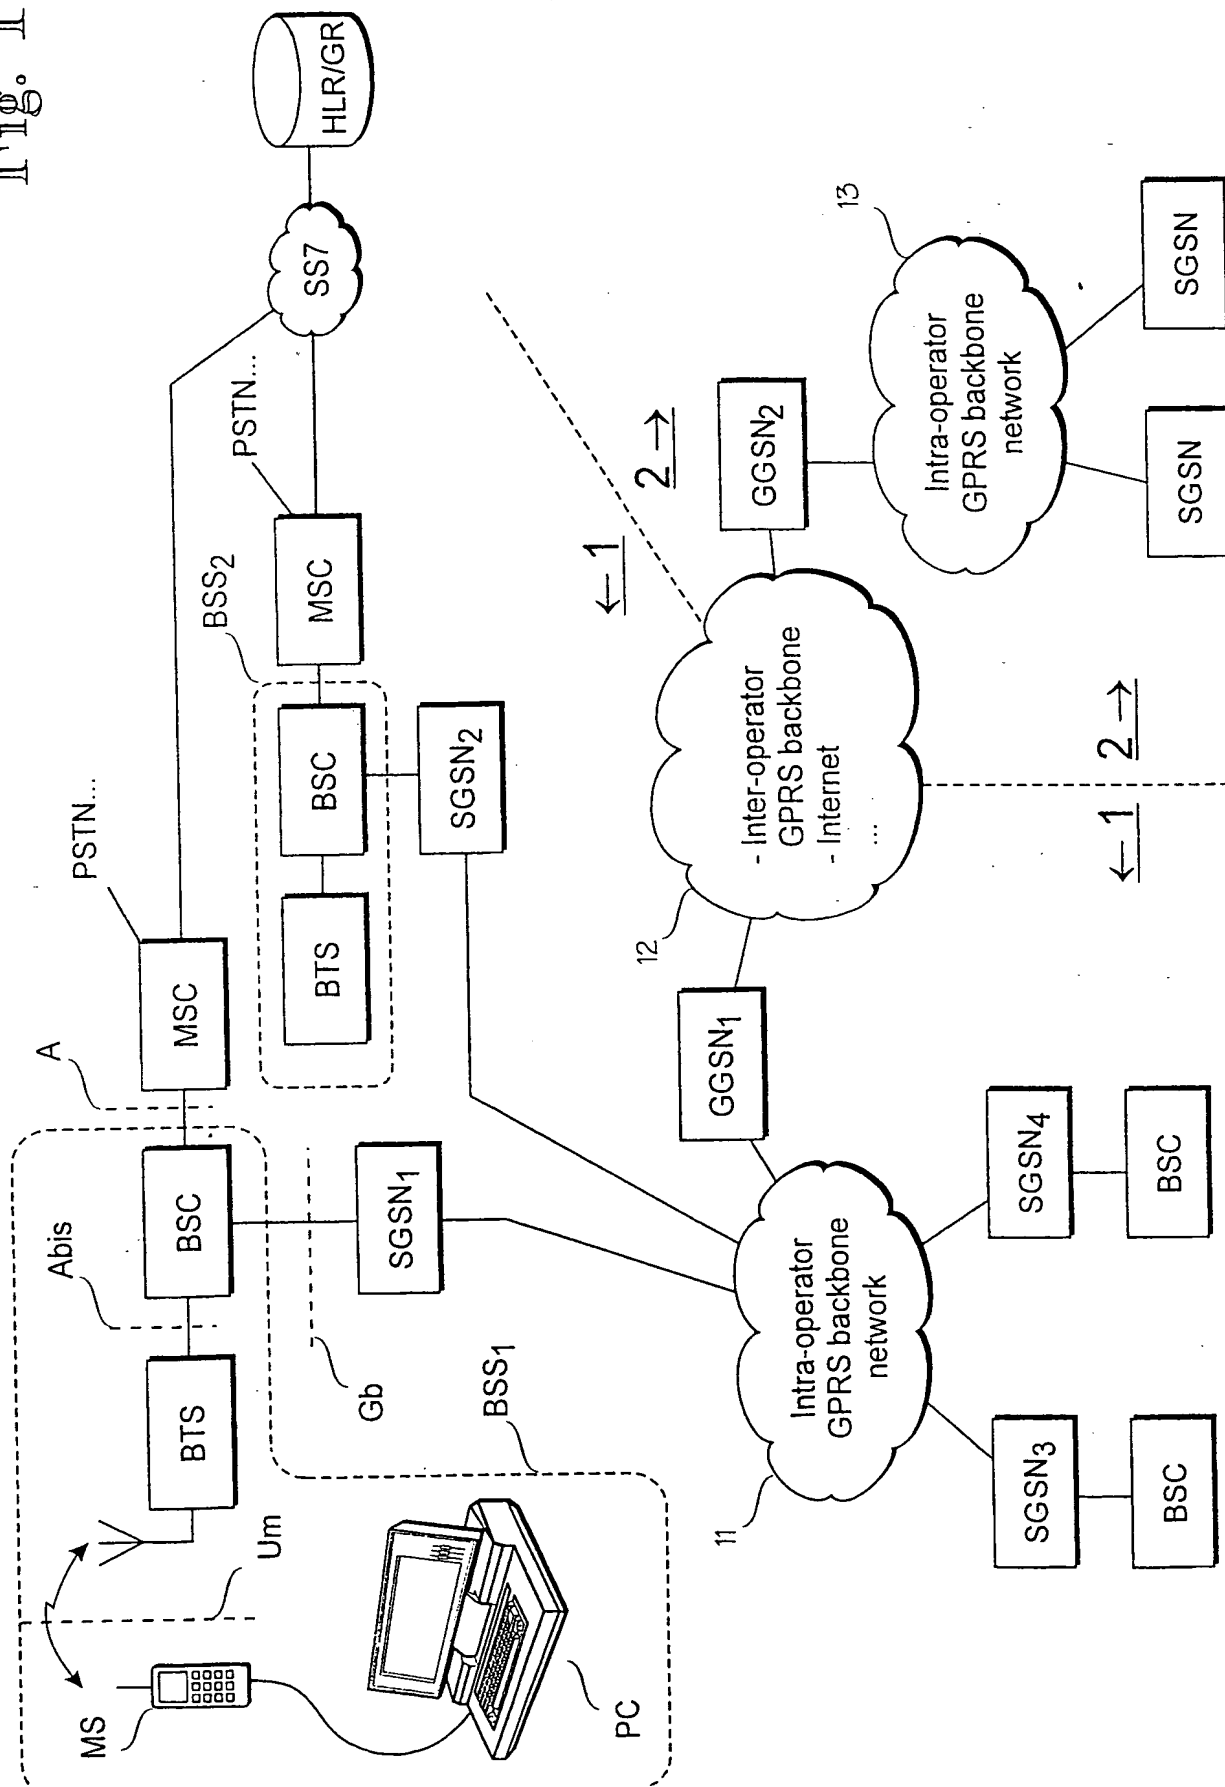 Fig. 1
MS
Um
BTS
Abis
BSC
A
MSC
PSTN...
PC
BSS1
Gb
SGSN1
BTS
BSC
BSS2
MSC
PSTN...
SS7
HLR/GR
SGSN2
11
Intra-operator
GPRS backbone
network
GGSN1
12
- Inter-operator
GPRS backbone
- Internet
...
←1
2→
GGSN2
13
Intra-operator
GPRS backbone
network
SGSN3
BSC
SGSN4
BSC
←1
2→
SGSN
SGSN